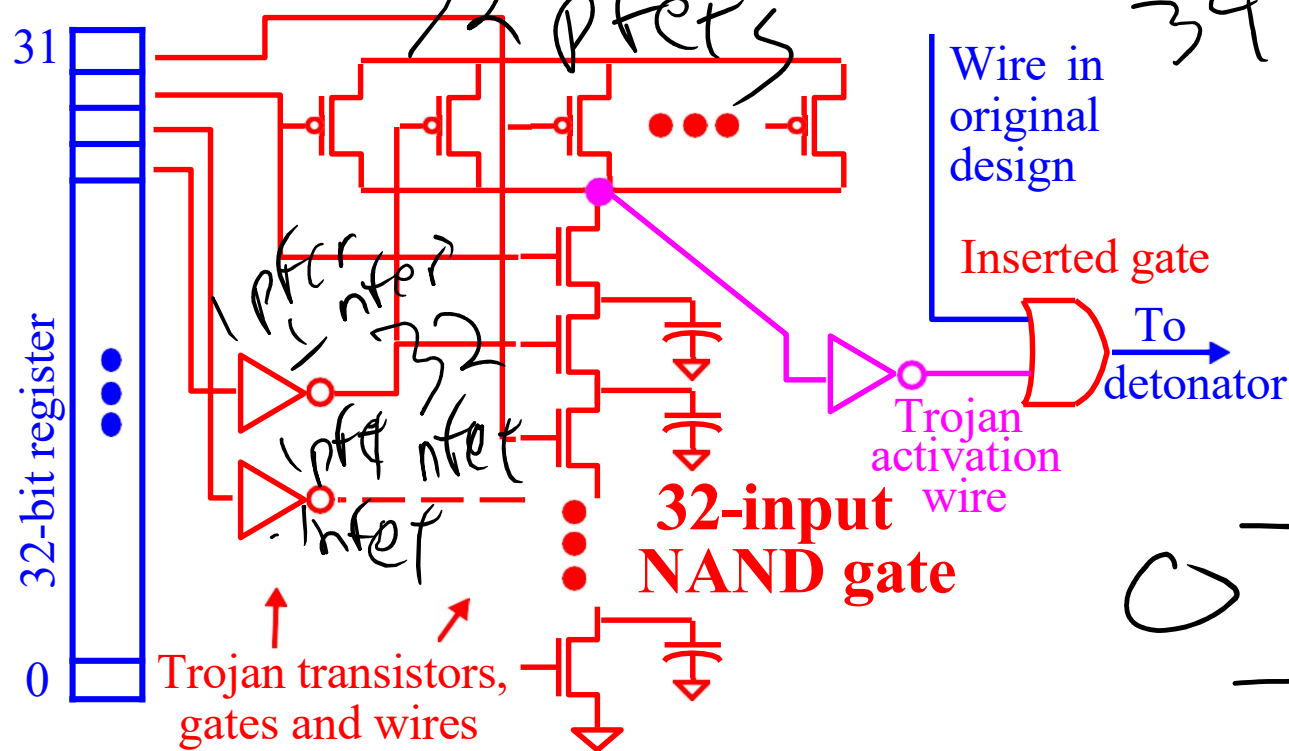 32 pfets
34
31
Wire in
original
design
1 pfet
1 nfet
Inserted gate
To
detonator
32
nfet
1 pfet
1 nfet
Trojan
activation
wire
32-bit register
32-input
NAND gate
0
Trojan transistors,
gates and wires
0